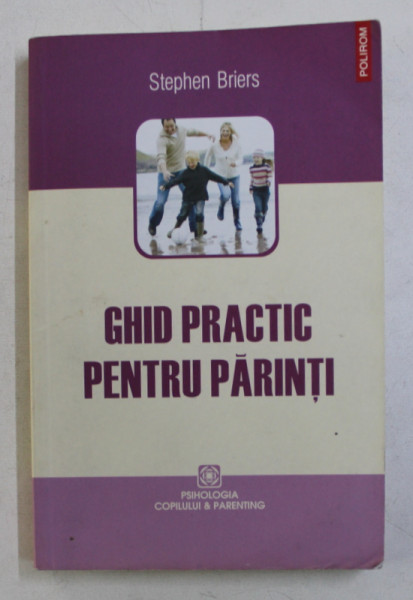 POLIROM
Stephen Briers
GHID PRACTIC
PENTRU PĂRINȚI
PSIHOLOGIA
COPILULUI & PARENTING